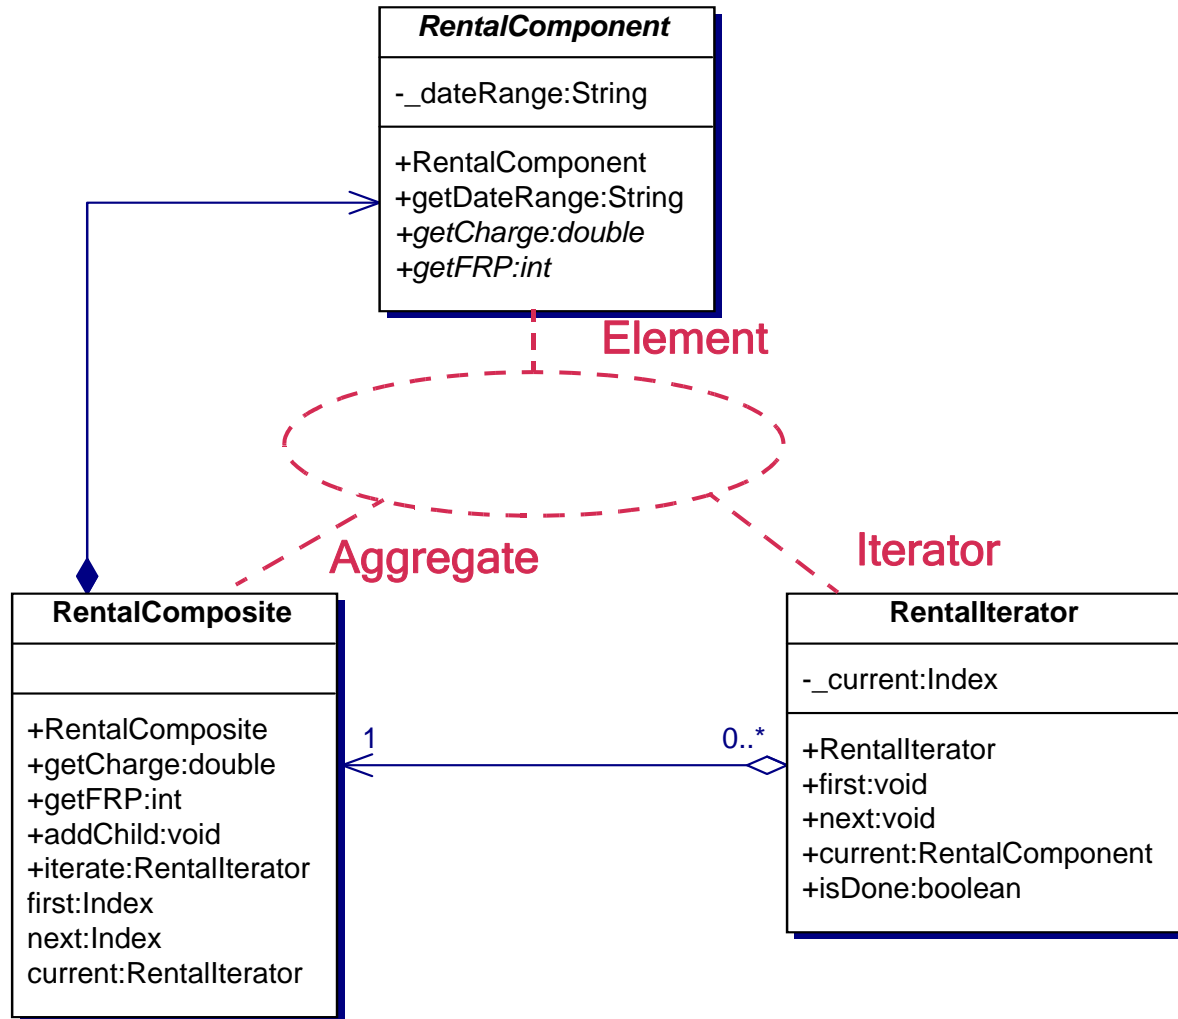 RentalComponent
-_dateRange:String
+RentalComponent
+getDateRange:String
+getCharge:double
+getFRP:int
Element
Aggregate
Iterator
RentalComposite
+RentalComposite
+getCharge:double
+getFRP:int
+addChild:void
+iterate:RentalIterator
first:Index
next:Index
current:RentalIterator
1
0..*
RentalIterator
-_current:Index
+RentalIterator
+first:void
+next:void
+current:RentalComponent
+isDone:boolean